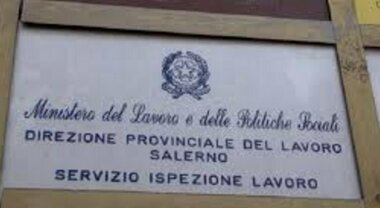 Ministero del Lavoro e delle Politiche Sociali
DIREZIONE PROVINCIALE DEL LAVORO
SALERNO
SERVIZIO ISPEZIONE LAVORO